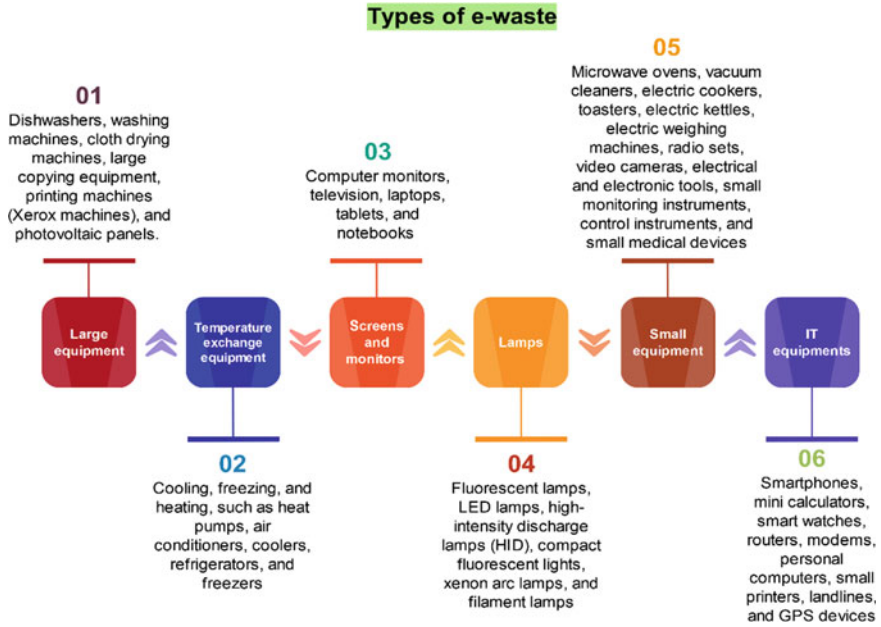 Types of e-waste
01
Dishwashers, washing
machines, cloth drying
machines, large
copying equipment,
printing machines
(Xerox machines), and
photovoltaic panels.
Large
equipment
Temperature
exchange
equipment
02
Cooling, freezing, and
heating, such as heat
pumps, air
conditioners, coolers,
refrigerators, and
freezers
03
Computer monitors,
television, laptops,
tablets, and
notebooks
Screens
and
monitors
Lamps
04
Fluorescent lamps,
LED lamps, high-
intensity discharge
lamps (HID), compact
fluorescent lights,
xenon arc lamps, and
filament lamps
05
Microwave ovens, vacuum
cleaners, electric cookers,
toasters, electric kettles,
electric weighing
machines, radio sets,
video cameras, electrical
and electronic tools, small
monitoring instruments,
control instruments, and
small medical devices
Small
equipment
IT
equipments
06
Smartphones,
mini calculators,
smart watches,
routers, modems,
personal
computers, small
printers, landlines,
and GPS devices